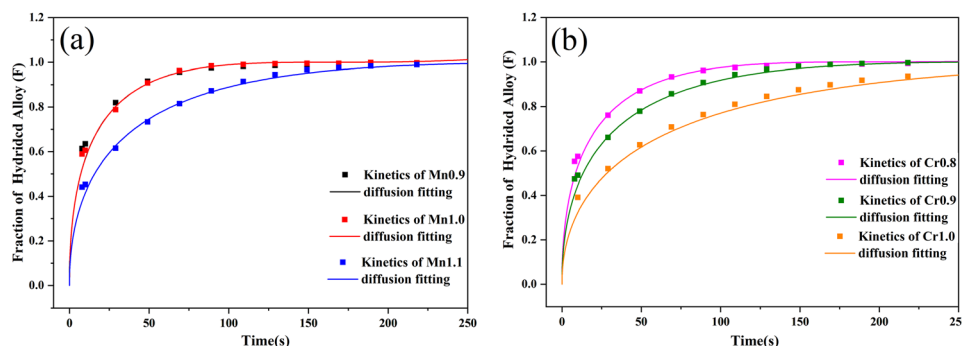 (a)
1.2
1.0
0.8
0.6
0.4
0.2
0.0
Fraction of Hydrided Alloy (F)
Kinetics of Mn0.9
diffusion fitting
Kinetics of Mn1.0
diffusion fitting
Kinetics of Mn1.1
diffusion fitting
0 50 100 150 200 250
Time(s)
(b)
1.2
1.0
0.8
0.6
0.4
0.2
0.0
Fraction of Hydrided Alloy (F)
Kinetics of Cr0.8
diffusion fitting
Kinetics of Cr0.9
diffusion fitting
Kinetics of Cr1.0
diffusion fitting
0 50 100 150 200 250
Time(s)